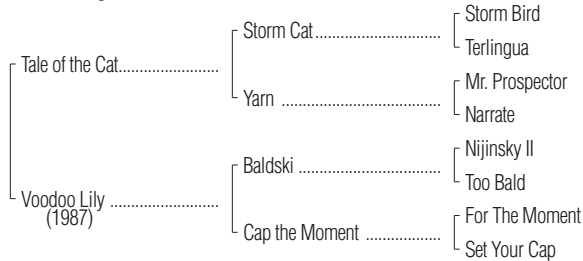 Storm Bird
Storm Cat
Terlingua
Tale of the Cat
Mr. Prospector
Yarn
Narrate
Nijinsky II
Baldski
Too Bald
Voodoo Lily
(1987)
For The Moment
Cap the Moment
Set Your Cap